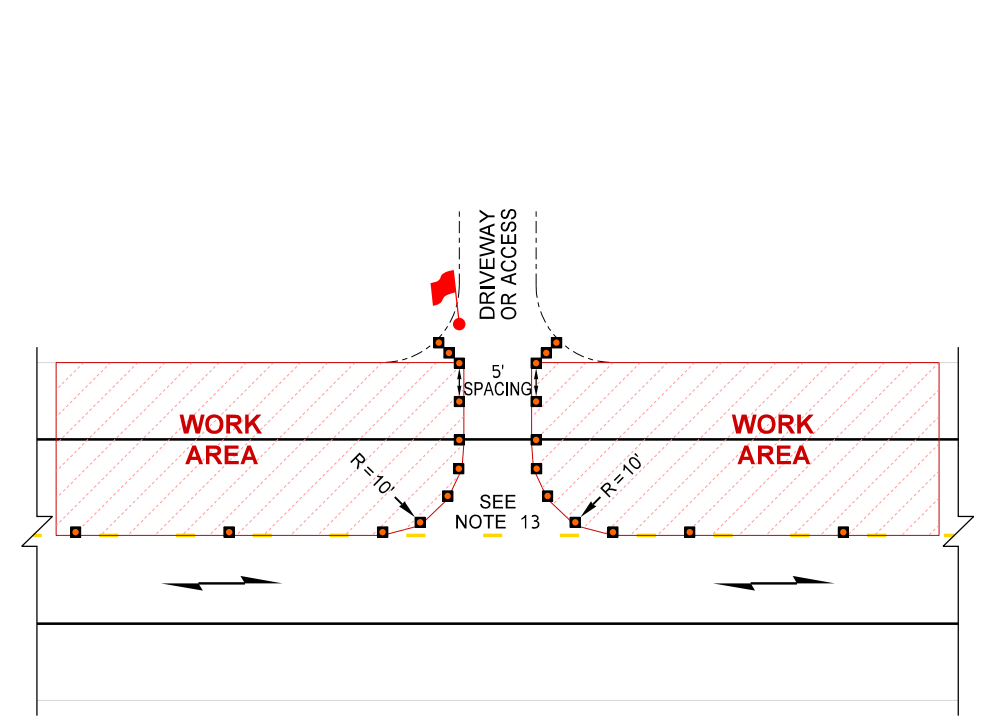 DRIVEWAY
OR ACCESS
5'
SPACING
WORK
AREA
WORK
AREA
R=10'
R=10'
SEE
NOTE 13